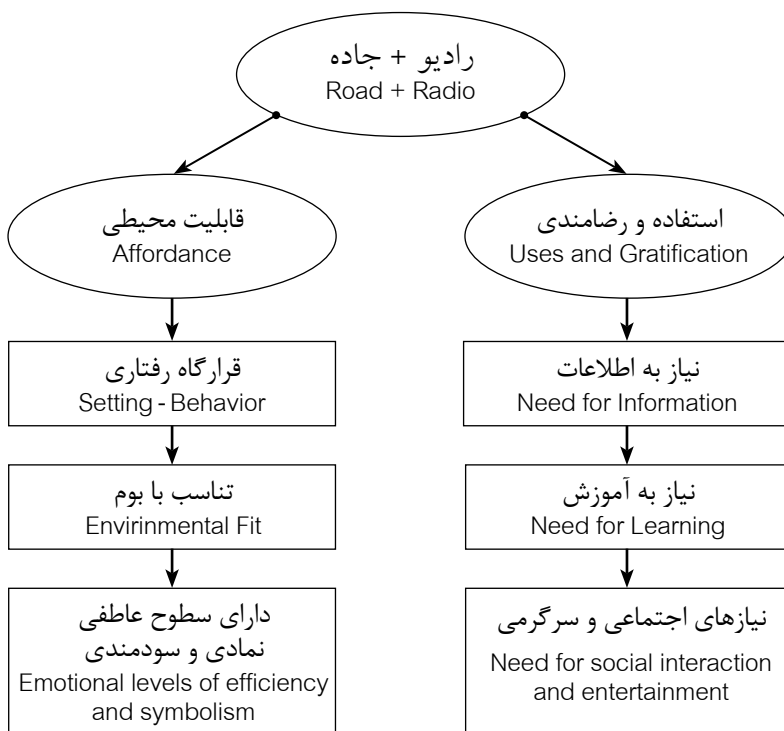 رادیو + جاده
Road + Radio
قابلیت محیطی
Affordance
استفاده و رضامندی
Uses and Gratification
قرارگاه رفتاری
Setting - Behavior
نیاز به اطلاعات
Need for Information
تناسب با بوم
Envirinmental Fit
نیاز به آموزش
Need for Learning
دارای سطوح عاطفی
نمادی و سودمندی
Emotional levels of efficiency
and symbolism
نیازهای اجتماعی و سرگرمی
Need for social interaction
and entertainment